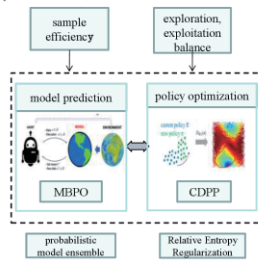 sample
efficiency
exploration,
exploitation
balance
model prediction
policy optimization
MBPO
CDPP
probabilistic
model ensemble
Relative Entropy
Regularization